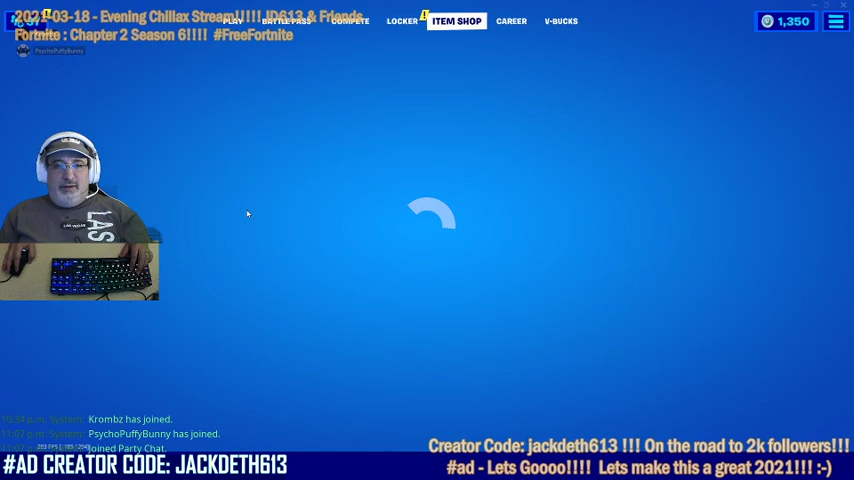 2021-03-18 - Evening Chillax Stream!!!!! JD613 & Friends
Fortnite : Chapter 2 Season 6!!!! #FreeFortnite
PLAY BATTLE PASS COMPETE LOCKER ITEM SHOP CAREER V-BUCKS
1,350
PsychoPuffyBunny
LAS
10:34 p.m. System: Krombz has joined.
11:07 p.m. System: PsychoPuffyBunny has joined.
Joined Party Chat.
#AD CREATOR CODE: JACKDETH613
Creator Code: jackdeth613 !!! On the road to 2k followers!!!
#ad - Lets Goooo!!!! Lets make this a great 2021!!! :-)